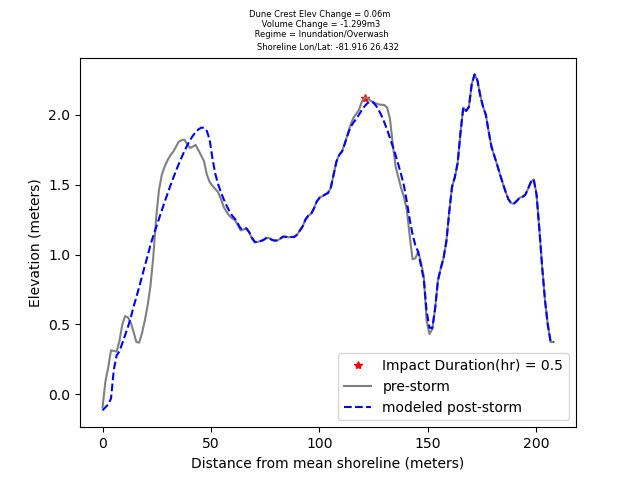 Dune Crest Elev Change = 0.06m
Volume Change = -1.299m3
Regime = Inundation/Overwash
Shoreline Lon/Lat: -81.916 26.432
2.0
1.5
1.0
0.5
0.0
Elevation (meters)
Impact Duration(hr) = 0.5
pre-storm
modeled post-storm
0 50 100 150 200
Distance from mean shoreline (meters)